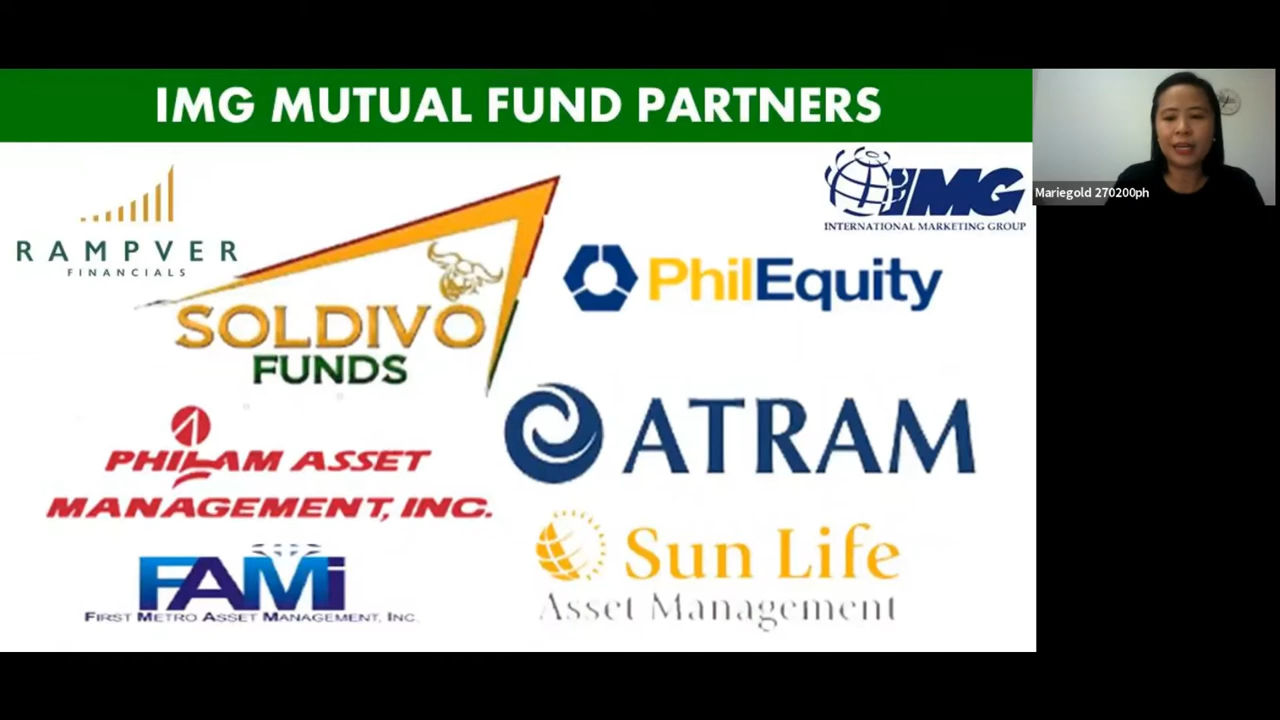 IMG MUTUAL FUND PARTNERS
RAMPVER
FINANCIALS
SOLDIVO
FUNDS
IMG
INTERNATIONAL MARKETING GROUP
Mariegold 270200ph
PhilEquity
PHILAM ASSET
MANAGEMENT, INC.
ATRAM
FAMi
FIRST METRO ASSET MANAGEMENT, INC.
Sun Life
Asset Management